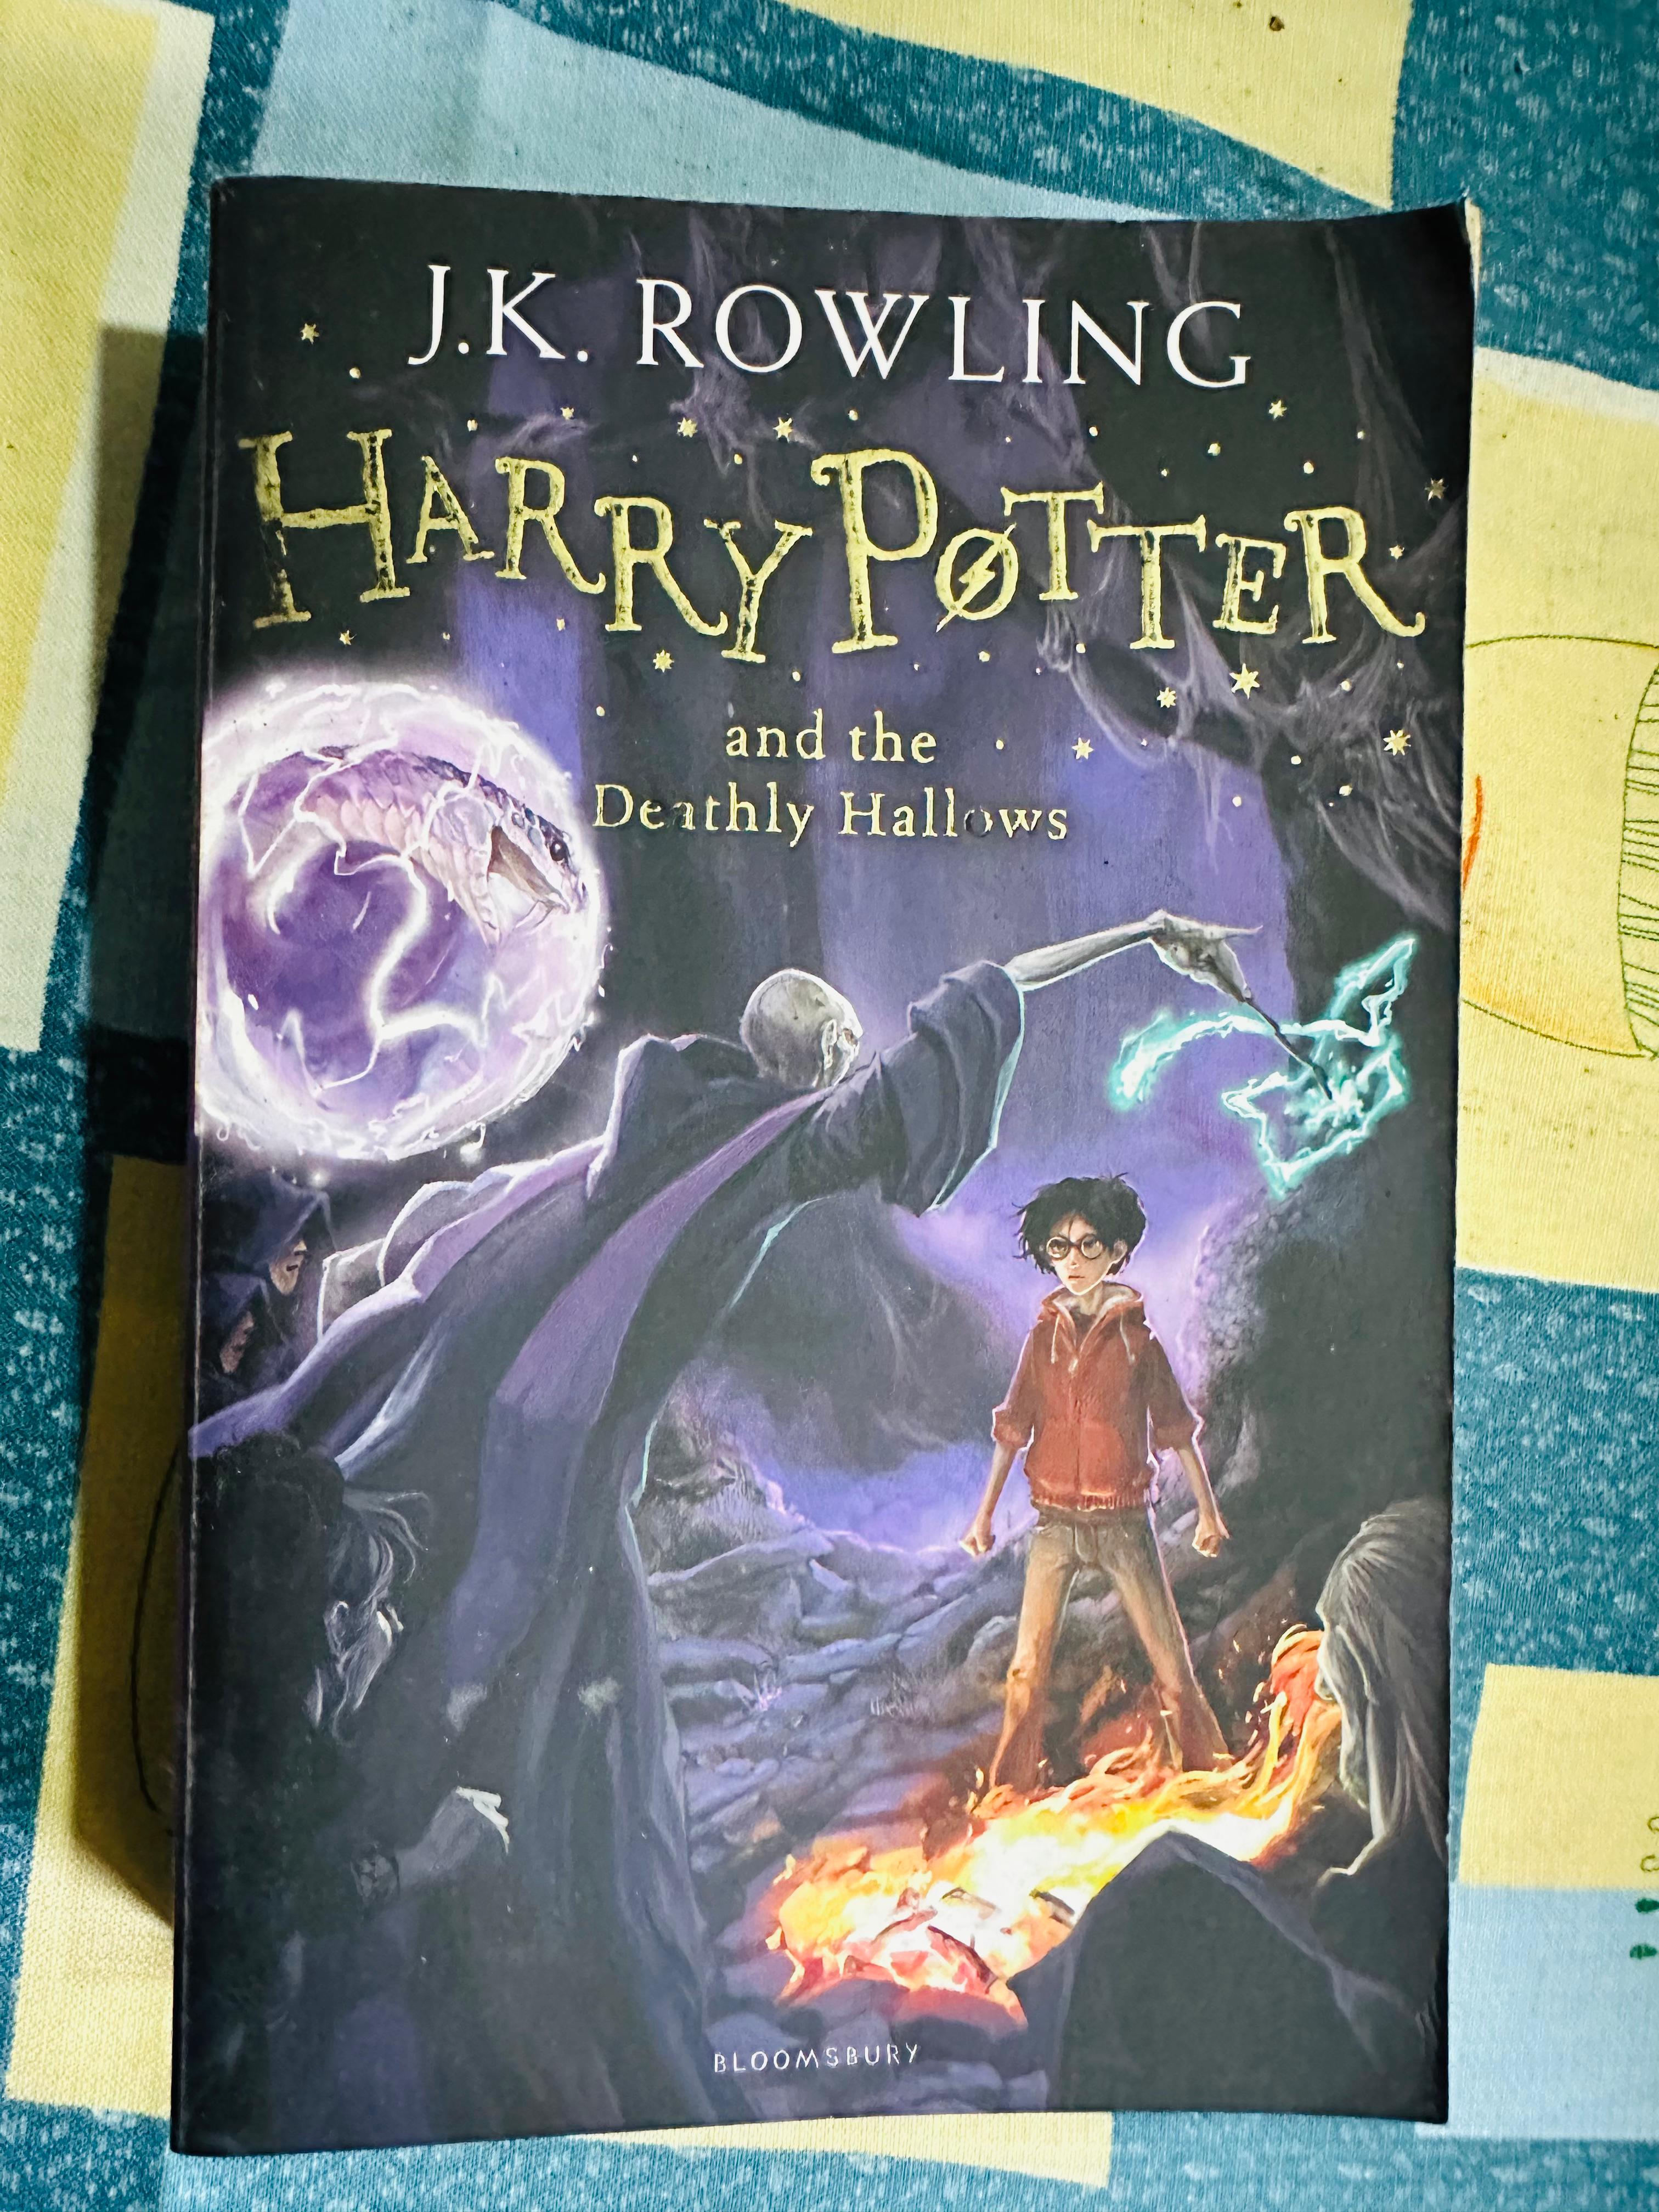 J.K. ROWLING
HARRY POTTER
and the
Deathly Hallows
BLOOMSBURY